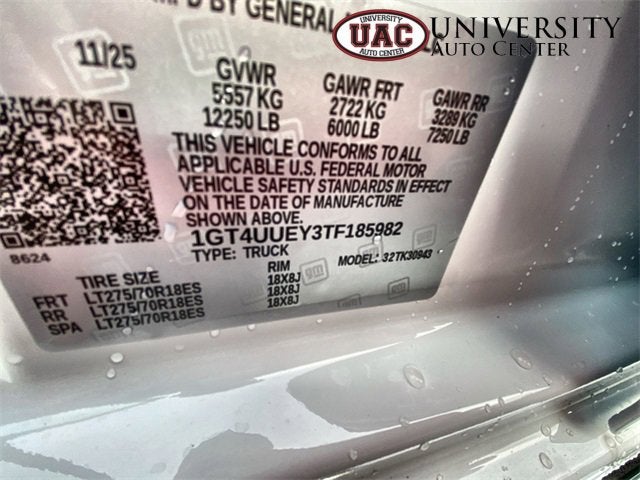 MFD BY GENERAL
UNIVERSITY
UAC
AUTO CENTER
UNIVERSITY
AUTO CENTER
11/25
GVWR
5557 KG
12250 LB
GAWR FRT
2722 KG
6000 LB
GAWR RR
3289 KG
7250 LB
THIS VEHICLE CONFORMS TO ALL
APPLICABLE U.S. FEDERAL MOTOR
VEHICLE SAFETY STANDARDS IN EFFECT
ON THE DATE OF MANUFACTURE
SHOWN ABOVE.
1GT4UUEY3TF185982
8624
TYPE: TRUCK
MODEL: 32TK30943
TIRE SIZE
RIM
FRT LT275/70R18ES 18X8J
RR LT275/70R18ES 18X8J
SPA LT275/70R18ES 18X8J